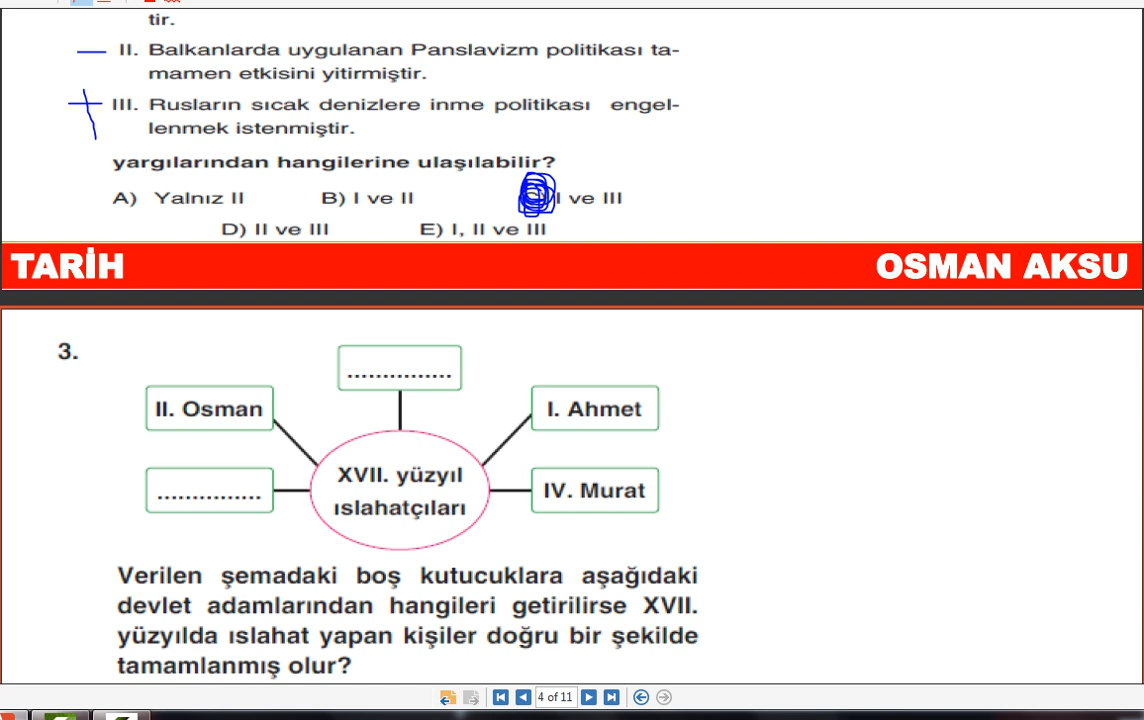 tir.
II. Balkanlarda uygulanan Panslavizm politikası ta-
mamen etkisini yitirmiştir.
III. Rusların sıcak denizlere inme politikası engel-
lenmek istenmiştir.
yargılarından hangilerine ulaşılabilir?
A) Yalnız II B) I ve II I ve III
D) II ve III E) I, II ve III
TARİH OSMAN AKSU
3.
...............
II. Osman I. Ahmet
............... XVII. yüzyıl
ıslahatçıları IV. Murat
Verilen şemadaki boş kutucuklara aşağıdaki
devlet adamlarından hangileri getirilirse XVII.
yüzyılda ıslahat yapan kişiler doğru bir şekilde
tamamlanmış olur?
4 of 11